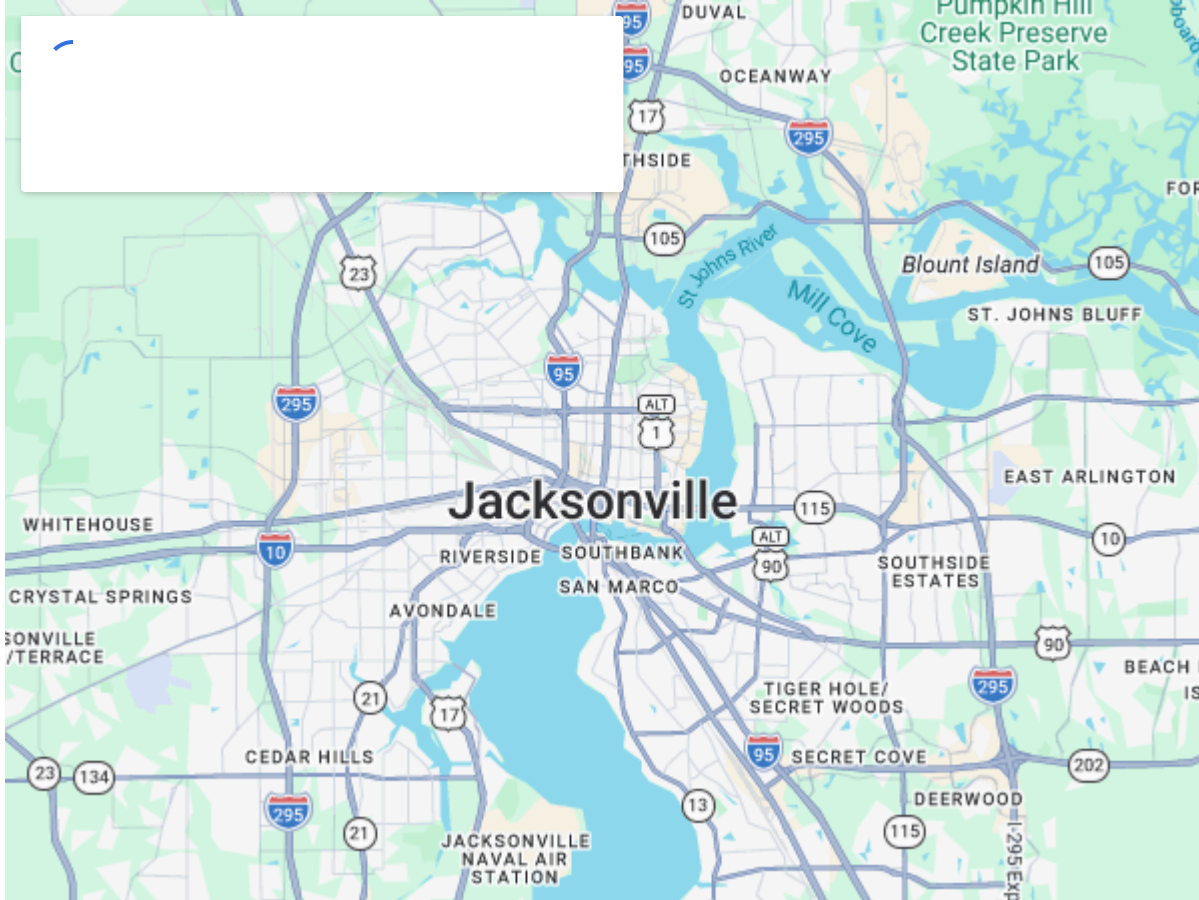 95
DUVAL
Pumpkin Hill
Creek Preserve
State Park
95
OCEANWAY
17
295
THSIDE
FOR
105
St Johns River
23
Blount Island
105
Mill Cove
ST. JOHNS BLUFF
95
295
ALT
1
EAST ARLINGTON
Jacksonville
115
WHITEHOUSE
ALT
10
10
RIVERSIDE
SOUTHBANK
90
SOUTHSIDE
ESTATES
SAN MARCO
CRYSTAL SPRINGS
AVONDALE
SONVILLE
/TERRACE
90
BEACH
IS
295
21
17
TIGER HOLE/
SECRET WOODS
CEDAR HILLS
95
SECRET COVE
202
23
134
13
DEERWOOD
295
21
115
JACKSONVILLE
NAVAL AIR
STATION
I-295 Exp